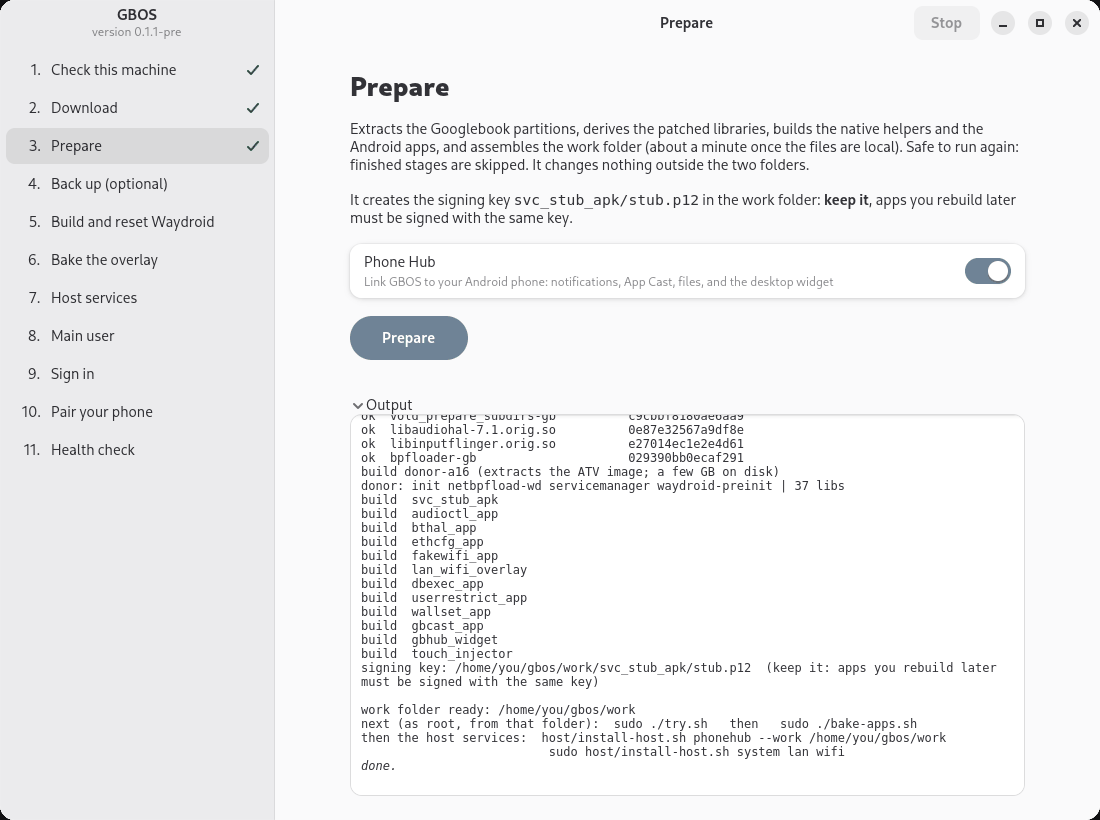 GBOS
version 0.1.1-pre
1. Check this machine
2. Download
3. Prepare
4. Back up (optional)
5. Build and reset Waydroid
6. Bake the overlay
7. Host services
8. Main user
9. Sign in
10. Pair your phone
11. Health check
Prepare
Stop
Prepare
Extracts the Googlebook partitions, derives the patched libraries, builds the native helpers and the
Android apps, and assembles the work folder (about a minute once the files are local). Safe to run again:
finished stages are skipped. It changes nothing outside the two folders.
It creates the signing key svc_stub_apk/stub.p12 in the work folder: keep it, apps you rebuild later
must be signed with the same key.
Phone Hub
Link GBOS to your Android phone: notifications, App Cast, files, and the desktop widget
Prepare
Output
ok  vold_prepare_subdirs-gb          c9cbbf8180ae6aa9
ok  libaudiohal-7.1.orig.so          0e87e32567a9df8e
ok  libinputflinger.orig.so          e27014ec1e2e4d61
ok  bpfloader-gb                     029390bb0ecaf291
build donor-a16 (extracts the ATV image; a few GB on disk)
donor: init netbpfload-wd servicemanager waydroid-preinit | 37 libs
build  svc_stub_apk
build  audioctl_app
build  bthal_app
build  ethcfg_app
build  fakewifi_app
build  lan_wifi_overlay
build  dbexec_app
build  userrestrict_app
build  wallset_app
build  gbcast_app
build  gbhub_widget
build  touch_injector
signing key: /home/you/gbos/work/svc_stub_apk/stub.p12  (keep it: apps you rebuild later
must be signed with the same key)
work folder ready: /home/you/gbos/work
next (as root, from that folder):  sudo ./try.sh   then   sudo ./bake-apps.sh
then the host services:  host/install-host.sh phonehub --work /home/you/gbos/work
sudo host/install-host.sh system lan wifi
done.